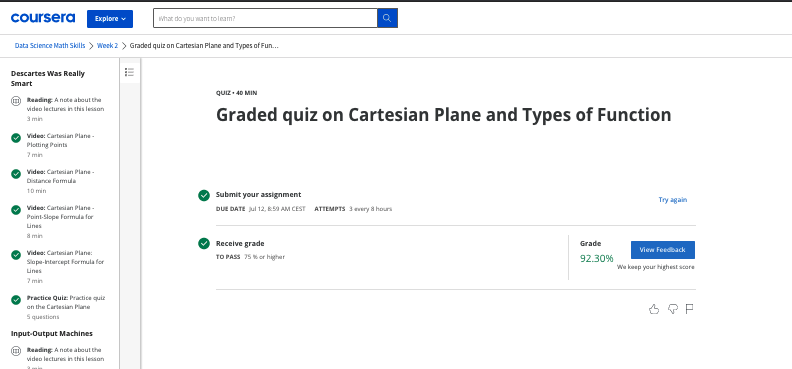 coursera
Explore
What do you want to learn?
Data Science Math Skills
Week 2
Graded quiz on Cartesian Plane and Types of Fun...
Descartes Was Really
Smart
Reading: A note about the
video lectures in this lesson
3 min
Video: Cartesian Plane -
Plotting Points
7 min
Video: Cartesian Plane -
Distance Formula
10 min
Video: Cartesian Plane -
Point-Slope Formula for
Lines
8 min
Video: Cartesian Plane:
Slope-Intercept Formula for
Lines
7 min
Practice Quiz: Practice quiz
on the Cartesian Plane
5 questions
Input-Output Machines
Reading: A note about the
video lectures in this lesson
3 min
QUIZ • 40 MIN
Graded quiz on Cartesian Plane and Types of Function
Submit your assignment
DUE DATE Jul 12, 8:59 AM CEST ATTEMPTS 3 every 8 hours
Try again
Receive grade
TO PASS 75 % or higher
Grade
92.30%
View Feedback
We keep your highest score